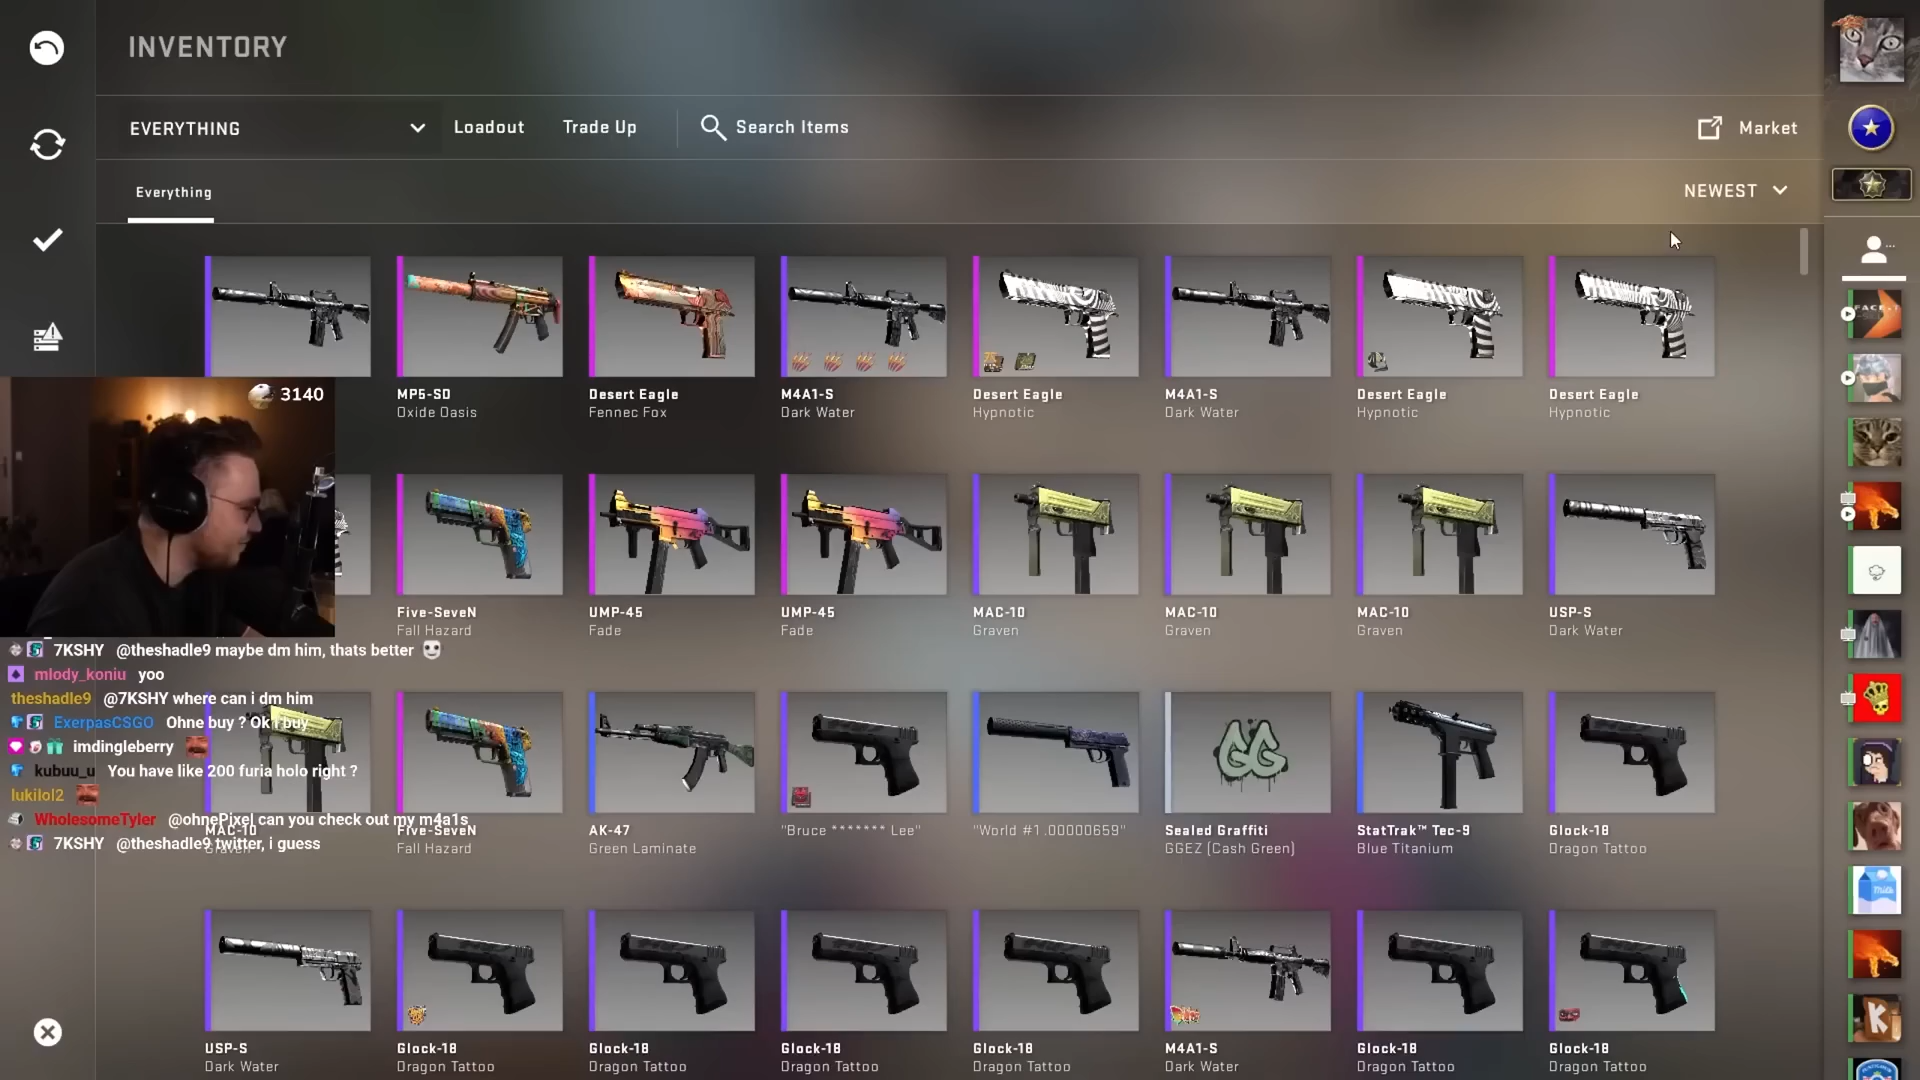 INVENTORY
EVERYTHING
Loadout
Trade Up
Search Items
Market
Everything
NEWEST
MP5-SD
Oxide Oasis
Desert Eagle
Fennec Fox
M4A1-S
Dark Water
Desert Eagle
Hypnotic
M4A1-S
Dark Water
Desert Eagle
Hypnotic
Desert Eagle
Hypnotic
3140
Five-SeveN
Fall Hazard
UMP-45
Fade
UMP-45
Fade
MAC-10
Graven
MAC-10
Graven
MAC-10
Graven
USP-S
Dark Water
7KSHY @theshadle9 maybe dm him, thats better
mlody_koniu yoo
theshadle9 @7KSHY where can i dm him
ExerpasCSGO Ohne buy ? Ok i buy
imdingleberry
kubuu_u You have like 200 furia holo right ?
lukilol2
WholesomeTyler @ohnePixel can you check out my m4a1s
7KSHY @theshadle9 twitter, i guess
MAC-10
Graven
Five-SeveN
Fall Hazard
AK-47
Green Laminate
"Bruce ******* Lee"
"World #1 .00000659"
Sealed Graffiti
GGEZ (Cash Green)
StatTrak™ Tec-9
Blue Titanium
Glock-18
Dragon Tattoo
GG
USP-S
Dark Water
Glock-18
Dragon Tattoo
Glock-18
Dragon Tattoo
Glock-18
Dragon Tattoo
Glock-18
Dragon Tattoo
M4A1-S
Dark Water
Glock-18
Dragon Tattoo
Glock-18
Dragon Tattoo
Milk
K